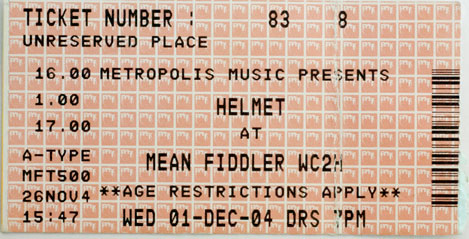 TICKET NUMBER : 83 8
UNRESERVED PLACE
16.00 METROPOLIS MUSIC PRESENTS
1.00 HELMET
17.00 AT
A-TYPE MEAN FIDDLER WC2H
MFT500
26NOV4 **AGE RESTRICTIONS APPLY**
15:47 WED 01-DEC-04 DRS 7PM